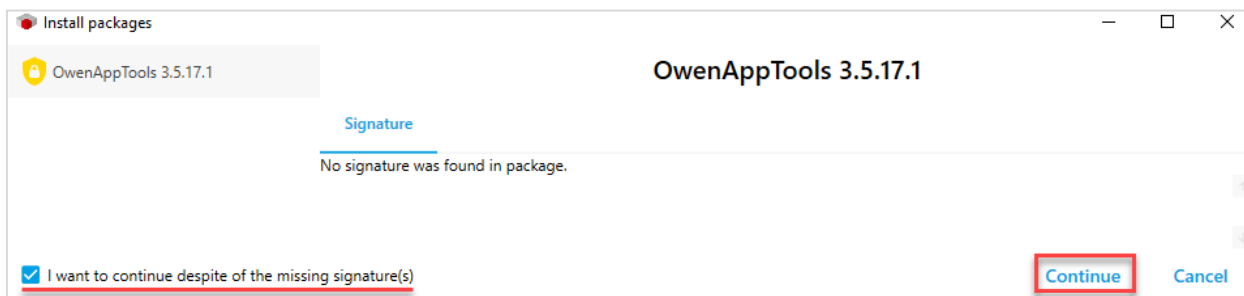 Install packages
OwenAppTools 3.5.17.1
OwenAppTools 3.5.17.1
Signature
No signature was found in package.
I want to continue despite of the missing signature(s)
Continue
Cancel